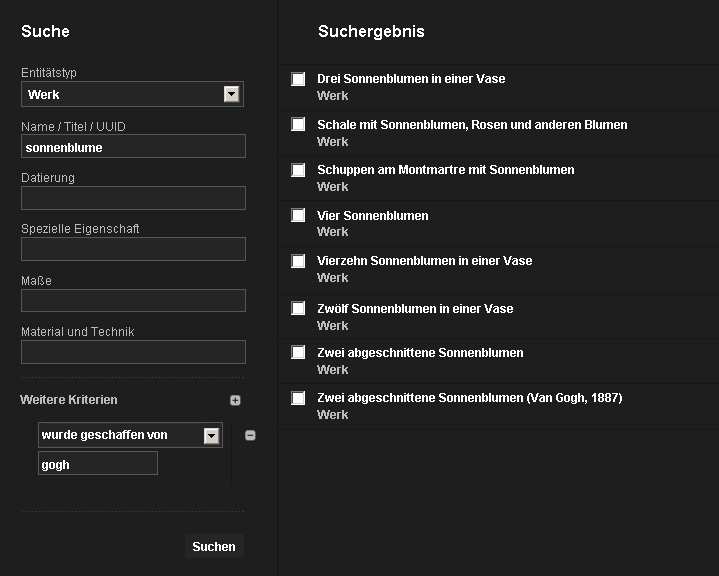 Suche
Entitätstyp
Werk
Name / Titel / UUID
sonnenblume
Datierung
Spezielle Eigenschaft
Maße
Material und Technik
Weitere Kriterien
wurde geschaffen von
gogh
Suchen
Suchergebnis
Drei Sonnenblumen in einer Vase
Werk
Schale mit Sonnenblumen, Rosen und anderen Blumen
Werk
Schuppen am Montmartre mit Sonnenblumen
Werk
Vier Sonnenblumen
Werk
Vierzehn Sonnenblumen in einer Vase
Werk
Zwölf Sonnenblumen in einer Vase
Werk
Zwei abgeschnittene Sonnenblumen
Werk
Zwei abgeschnittene Sonnenblumen (Van Gogh, 1887)
Werk